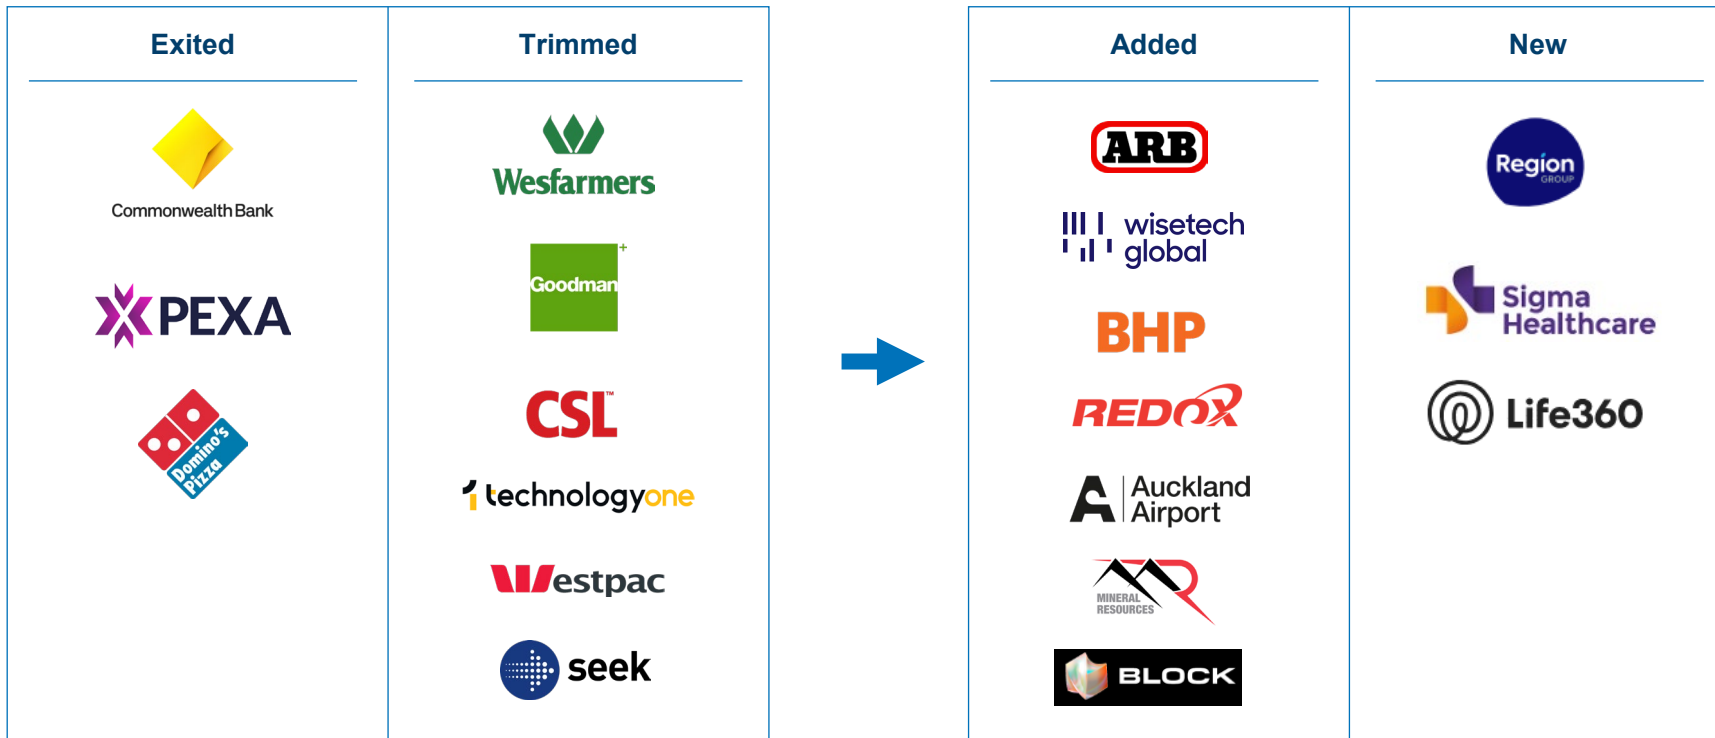 Exited
Commonwealth Bank
PEXA
Domino's
Pizza
Trimmed
Wesfarmers
Goodman
+
CSL™
technologyone
Westpac
seek
Added
ARB
wisetech
global
BHP
REDOX
Auckland
Airport
MINERAL
RESOURCES
BLOCK
New
Region
GROUP
Sigma
Healthcare
Life360